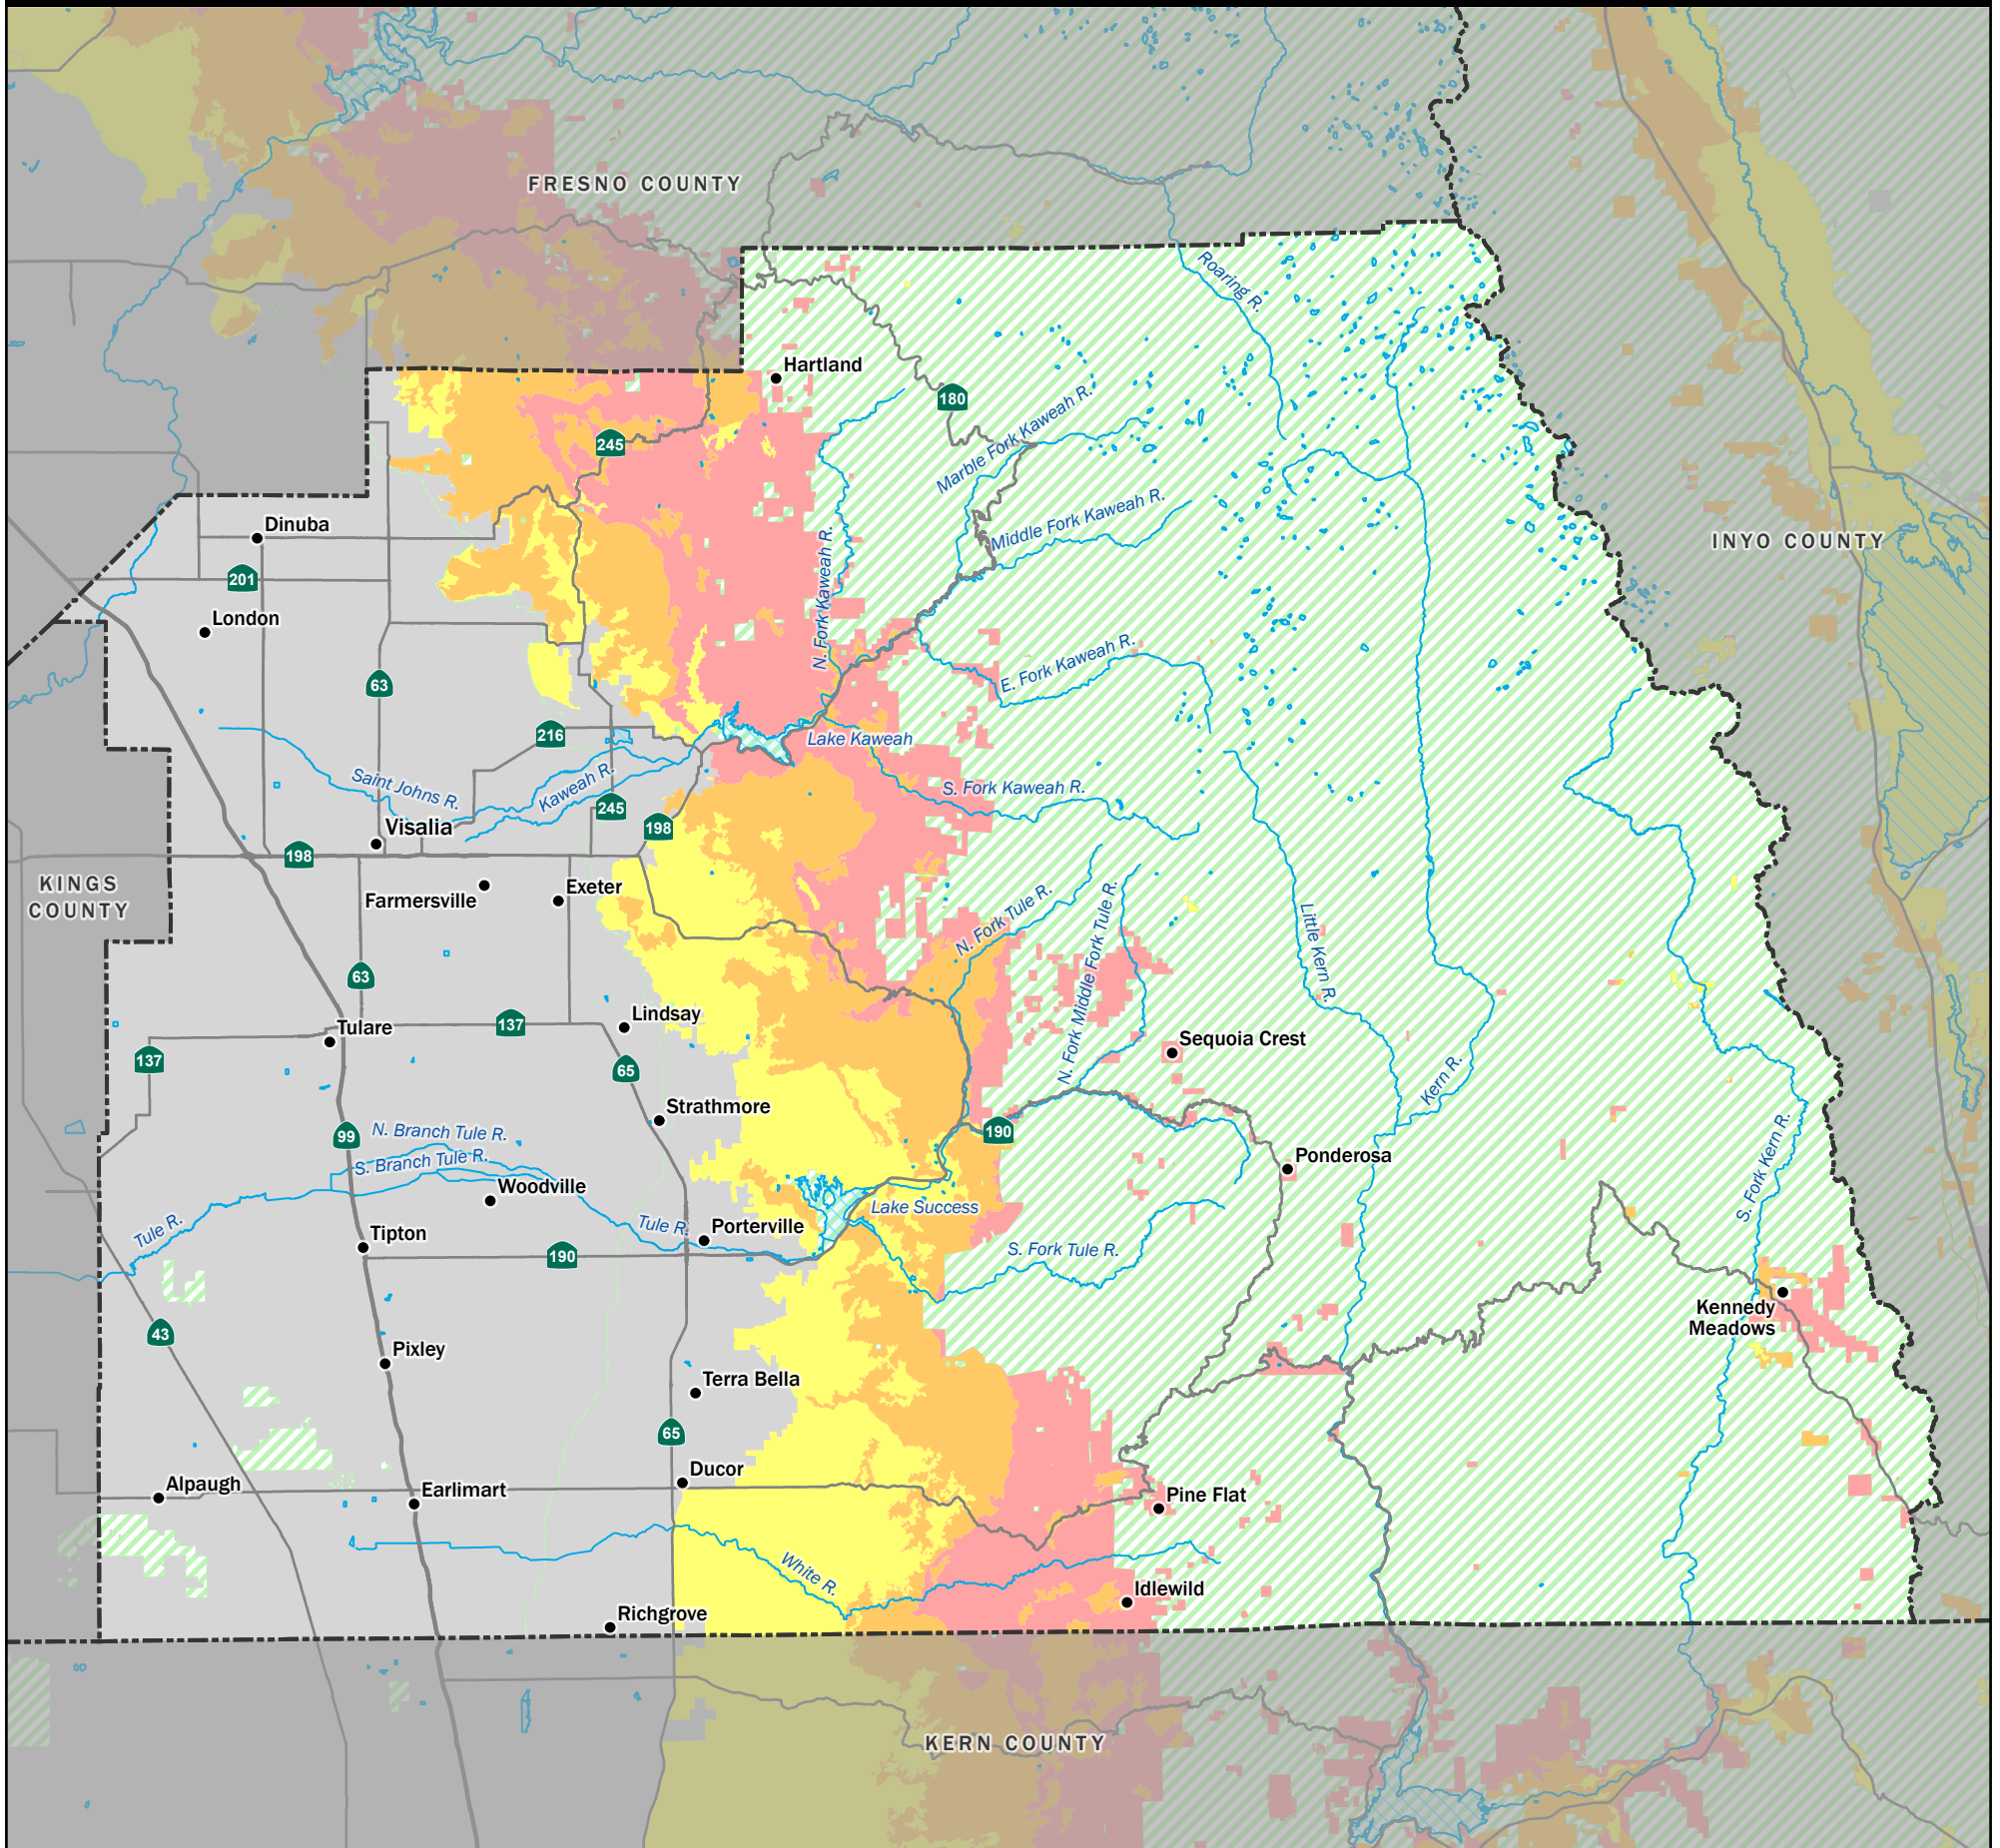 FRESNO COUNTY
Roaring R.
Hartland
180
Marble Fork Kaweah R.
245
Middle Fork Kaweah R.
Dinuba
INYO COUNTY
201
N. Fork Kaweah R.
London
E. Fork Kaweah R.
63
216
Lake Kaweah
Saint Johns R.
Kaweah R.
S. Fork Kaweah R.
245
Visalia
198
198
KINGS
COUNTY
Farmersville
Exeter
N. Fork Tule R.
N. Fork Middle Fork Tule R.
Little Kern R.
63
Lindsay
Tulare
137
Sequoia Crest
137
65
Kern R.
Strathmore
99
N. Branch Tule R.
190
S. Branch Tule R.
Ponderosa
S. Fork Kern R.
Woodville
Lake Success
Tule R.
Tule R.
Porterville
Tipton
190
S. Fork Tule R.
Kennedy
Meadows
43
Pixley
Terra Bella
65
Ducor
Alpaugh
Earlimart
Pine Flat
White R.
Idlewild
Richgrove
KERN COUNTY